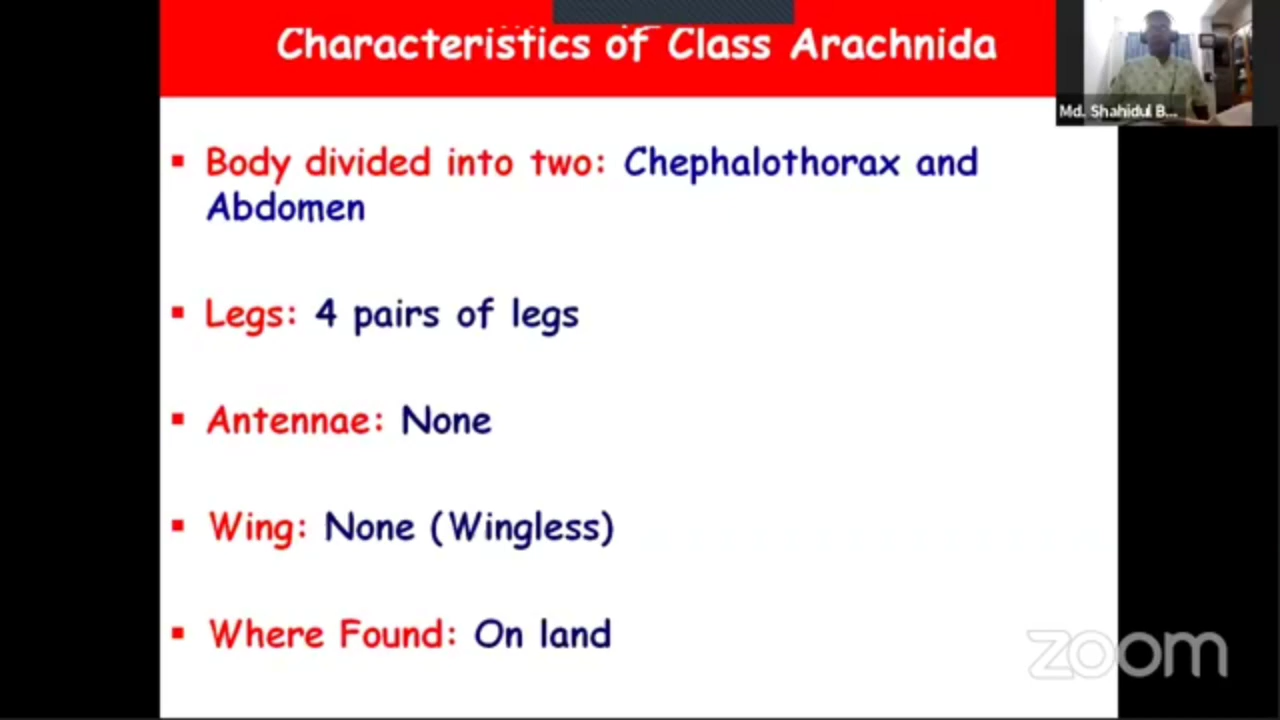 Characteristics of Class Arachnida
Md. Shahidul B...
▪ Body divided into two: Chephalothorax and
Abdomen
▪ Legs: 4 pairs of legs
▪ Antennae: None
▪ Wing: None (Wingless)
▪ Where Found: On land
zoom